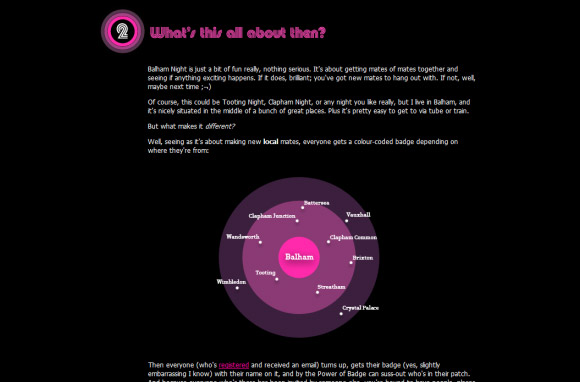 2 What's this all about then?
Balham Night is just a bit of fun really, nothing serious. It's about getting mates of mates together and
seeing if anything exciting happens. If it does, brilliant; you've got new mates to hang out with. If not, well,
maybe next time ;¬)
Of course, this could be Tooting Night, Clapham Night, or any night you like really, but I live in Balham, and
it's nicely situated in the middle of a bunch of great places. Plus it's pretty easy to get to via tube or train.
But what makes it different?
Well, seeing as it's about making new local mates, everyone gets a colour-coded badge depending on
where they're from:
Battersea
Clapham Junction
Vauxhall
Wandsworth
Clapham Common
Balham
Brixton
Tooting
Wimbledon
Streatham
Crystal Palace
Then everyone (who's registered and received an email) turns up, gets their badge (yes, slightly
embarrassing I know) with their name on it, and by the Power of Badge can suss-out who's in their patch.